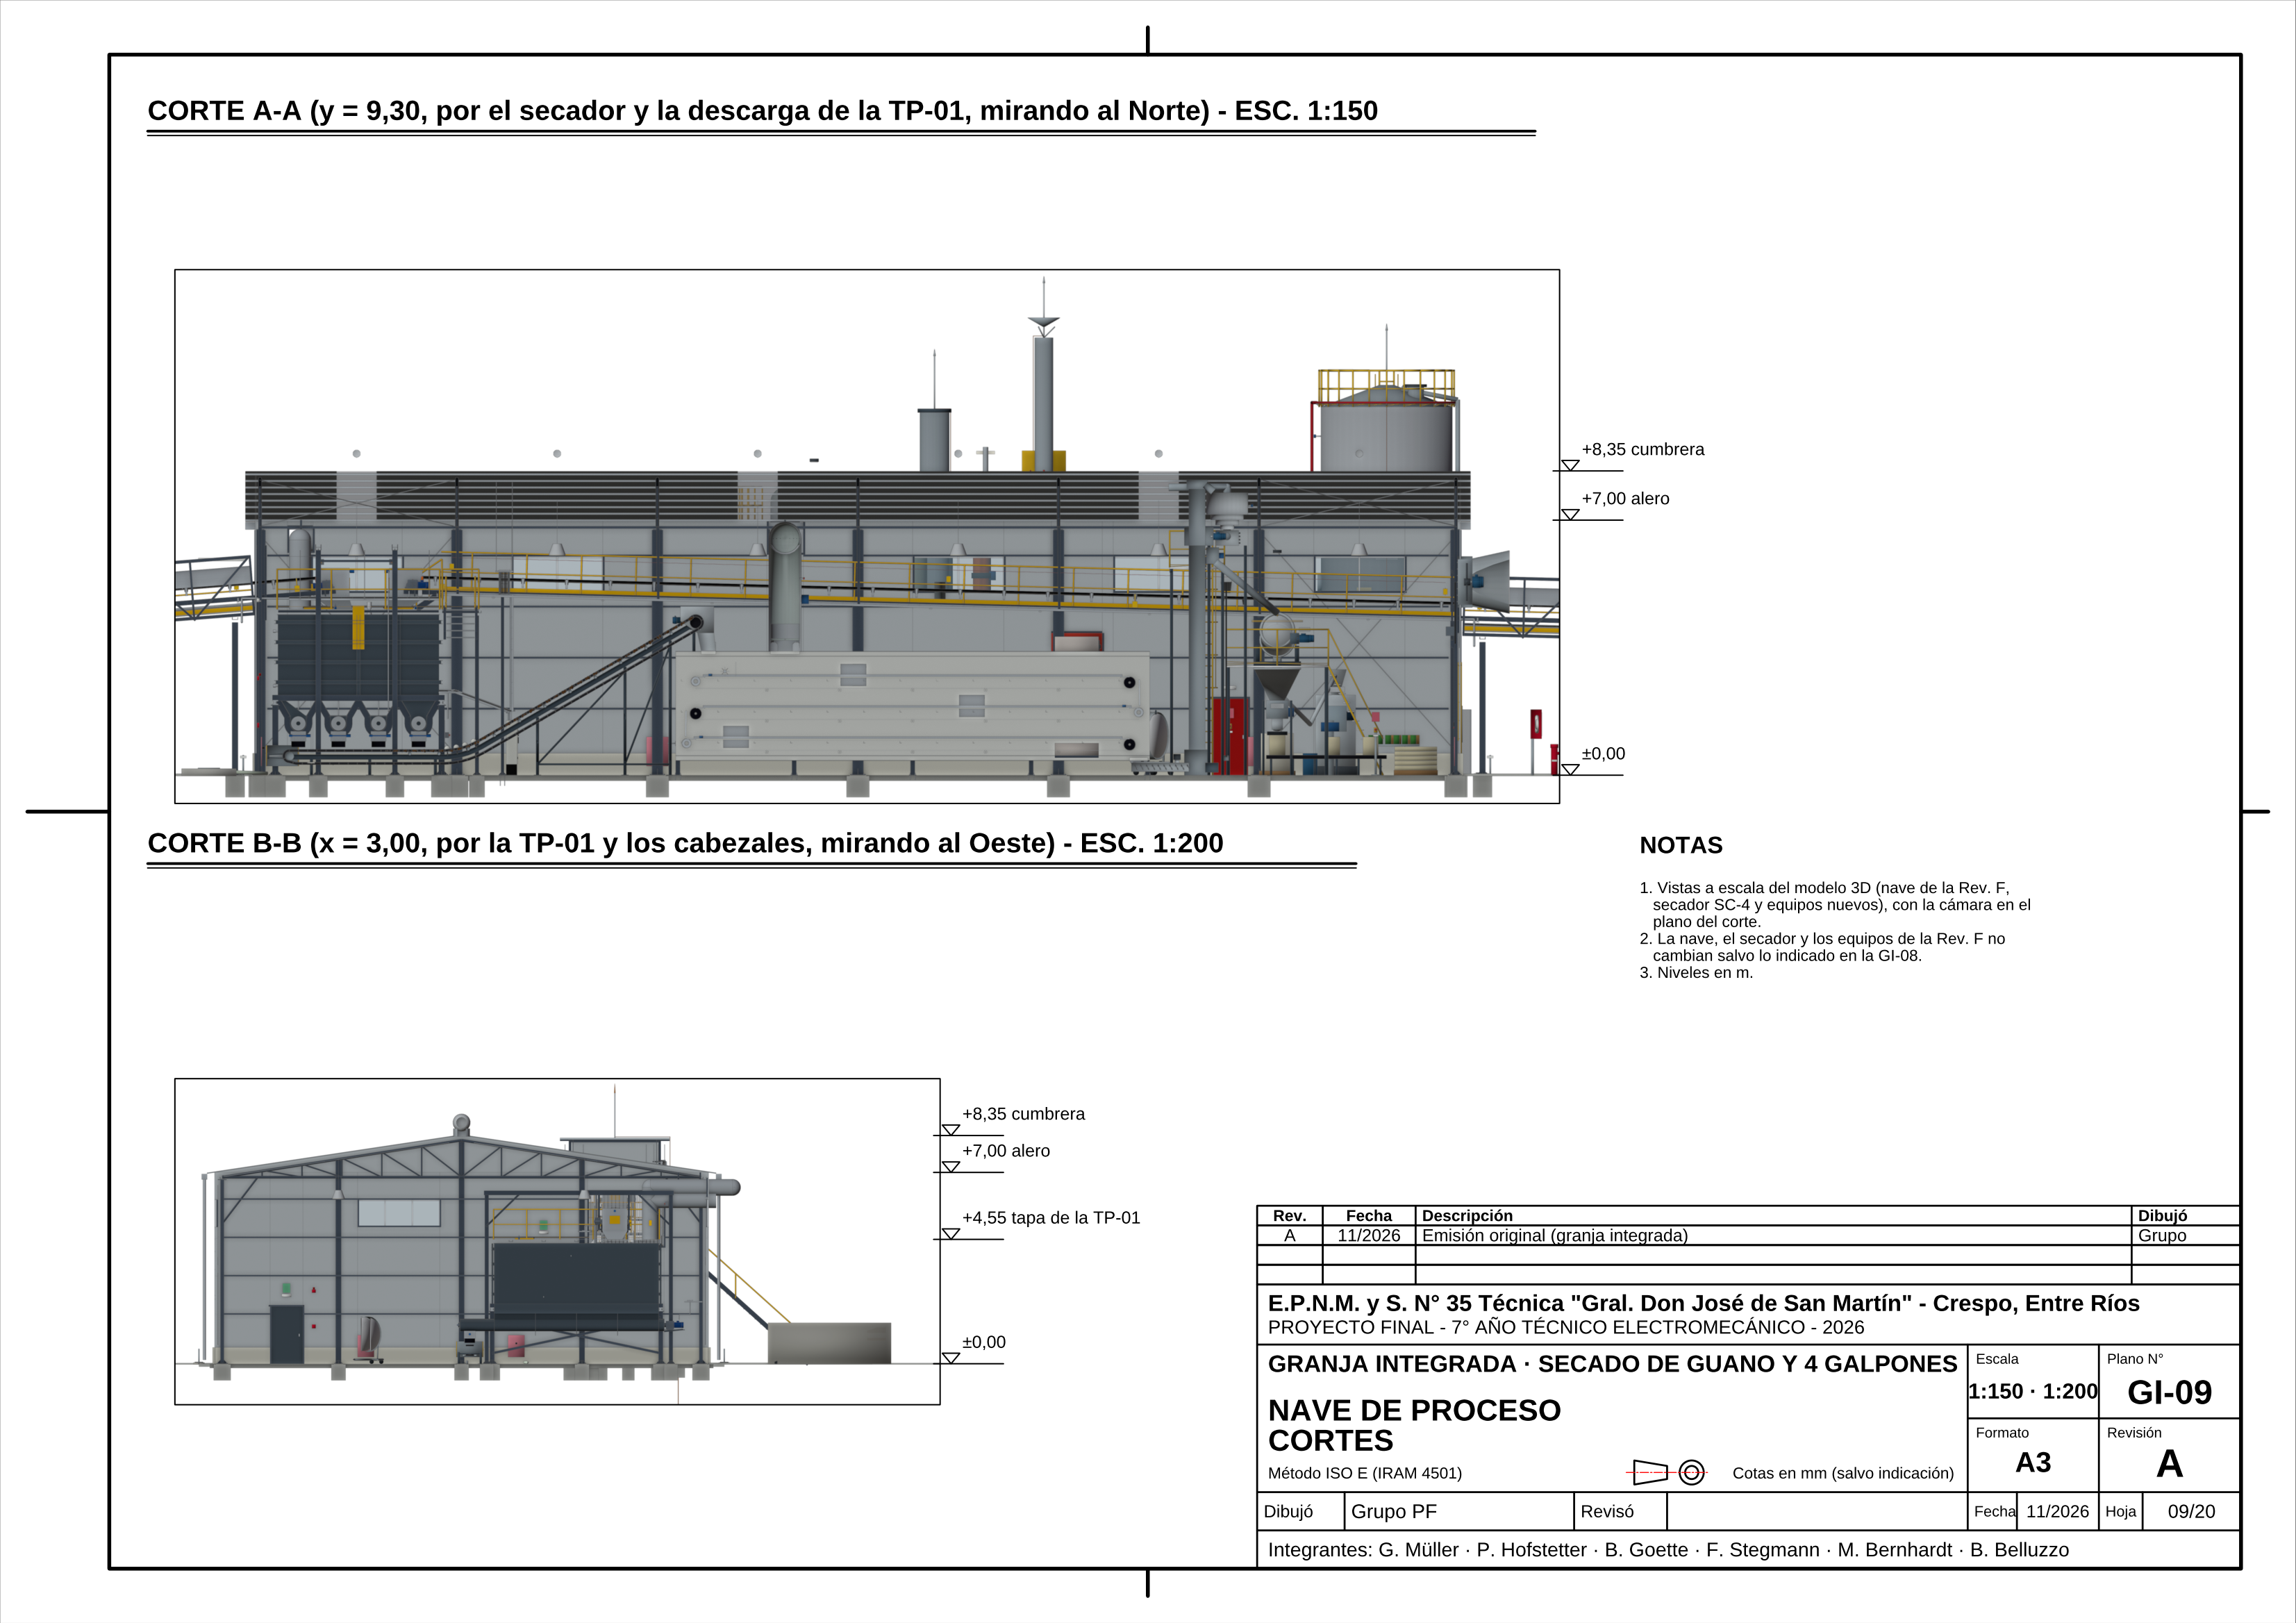 CORTE A-A (y = 9,30, por el secador y la descarga de la TP-01, mirando al Norte) - ESC. 1:150
+8,35 cumbrera
+7,00 alero
±0,00
CORTE B-B (x = 3,00, por la TP-01 y los cabezales, mirando al Oeste) - ESC. 1:200
NOTAS
1. Vistas a escala del modelo 3D (nave de la Rev. F,
secador SC-4 y equipos nuevos), con la cámara en el
plano del corte.
2. La nave, el secador y los equipos de la Rev. F no
cambian salvo lo indicado en la GI-08.
3. Niveles en m.
+8,35 cumbrera
+7,00 alero
+4,55 tapa de la TP-01
±0,00
Rev. Fecha Descripción Dibujó
A 11/2026 Emisión original (granja integrada) Grupo
E.P.N.M. y S. N° 35 Técnica "Gral. Don José de San Martín" - Crespo, Entre Ríos
PROYECTO FINAL - 7° AÑO TÉCNICO ELECTROMECÁNICO - 2026
GRANJA INTEGRADA · SECADO DE GUANO Y 4 GALPONES
NAVE DE PROCESO
CORTES
Método ISO E (IRAM 4501) Cotas en mm (salvo indicación)
Escala
1:150 · 1:200
Plano N°
GI-09
Formato
A3
Revisión
A
Dibujó Grupo PF Revisó
Fecha 11/2026 Hoja 09/20
Integrantes: G. Müller · P. Hofstetter · B. Goette · F. Stegmann · M. Bernhardt · B. Belluzzo